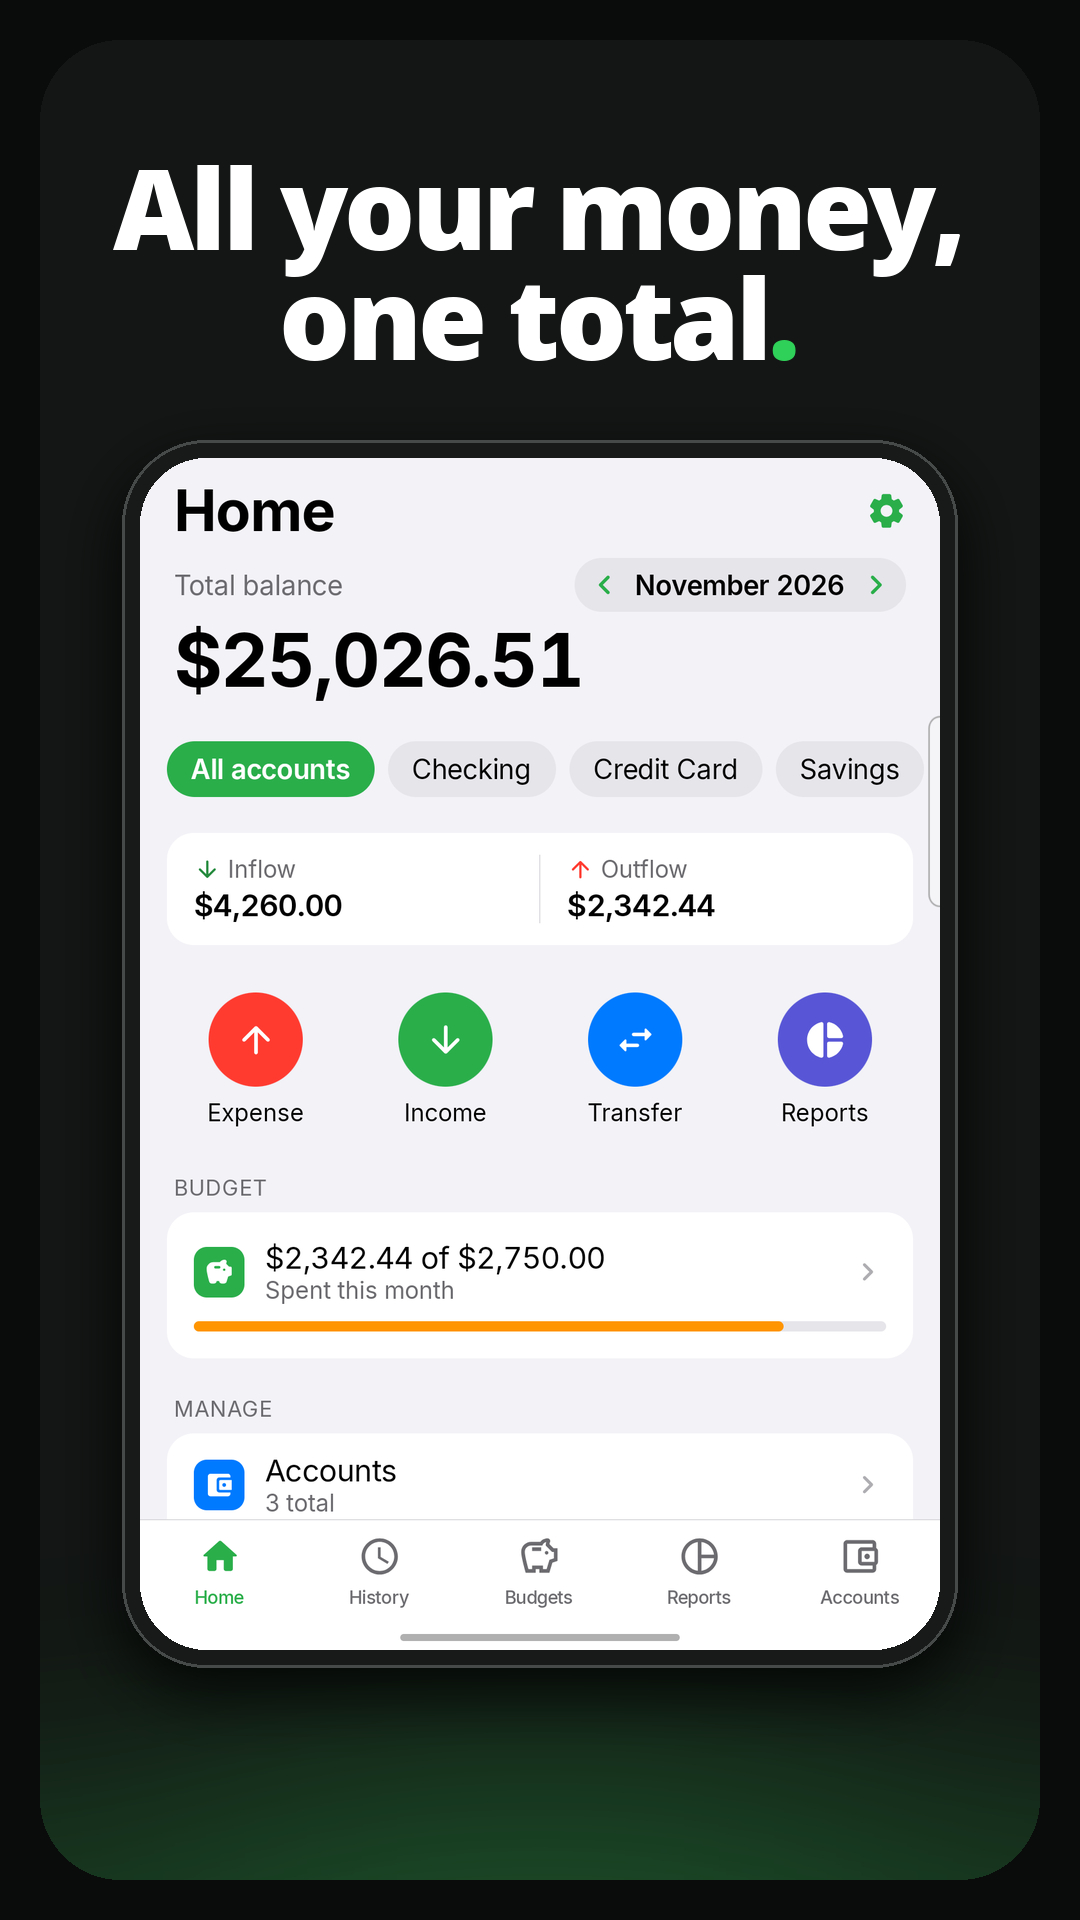 All your money,
one total.
Home
Total balance
November 2026
$25,026.51
All accounts
Checking
Credit Card
Savings
Inflow
Outflow
$4,260.00
$2,342.44
Expense
Income
Transfer
Reports
BUDGET
$2,342.44 of $2,750.00
Spent this month
MANAGE
Accounts
3 total
Home
History
Budgets
Reports
Accounts